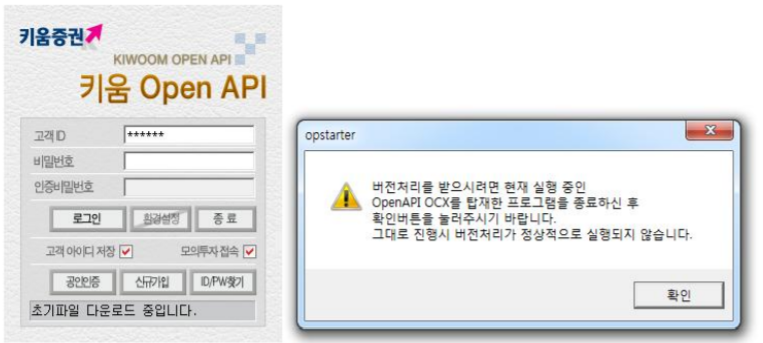 키움증권
KIWOOM OPEN API
키움 Open API
고객 ID ******
비밀번호
인증비밀번호
로그인 환경설정 종 료
고객 아이디 저장 모의투자 접속
공인인증 신규가입 ID/PW찾기
초기파일 다운로드 중입니다.
opstarter
버전처리를 받으시려면 현재 실행 중인
OpenAPI OCX를 탑재한 프로그램을 종료하신 후
확인버튼을 눌러주시기 바랍니다.
그대로 진행시 버전처리가 정상적으로 실행되지 않습니다.
확인